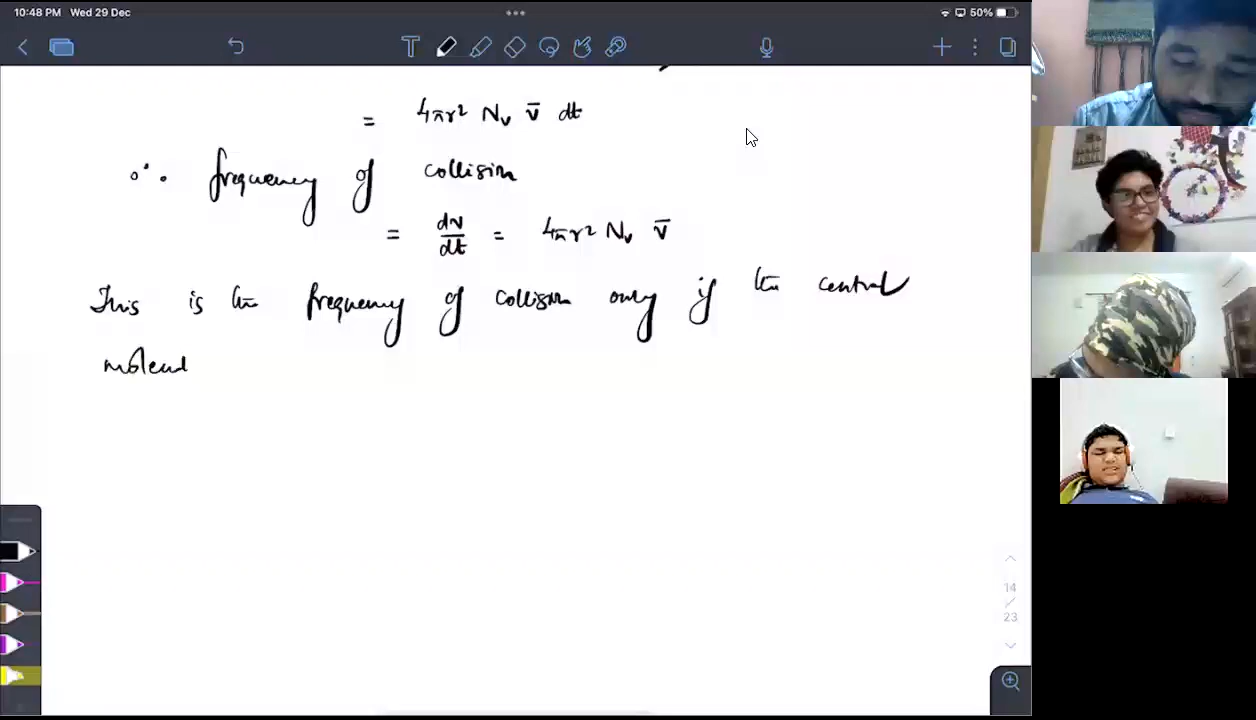 10:48 PM Wed 29 Dec
50%
= 4πr² Nᵥ v̄ dt
∴ frequency of collision
= dN/dt = 4πr² Nᵥ v̄
This is the frequency of collision only if the central
molecul
14
/
23